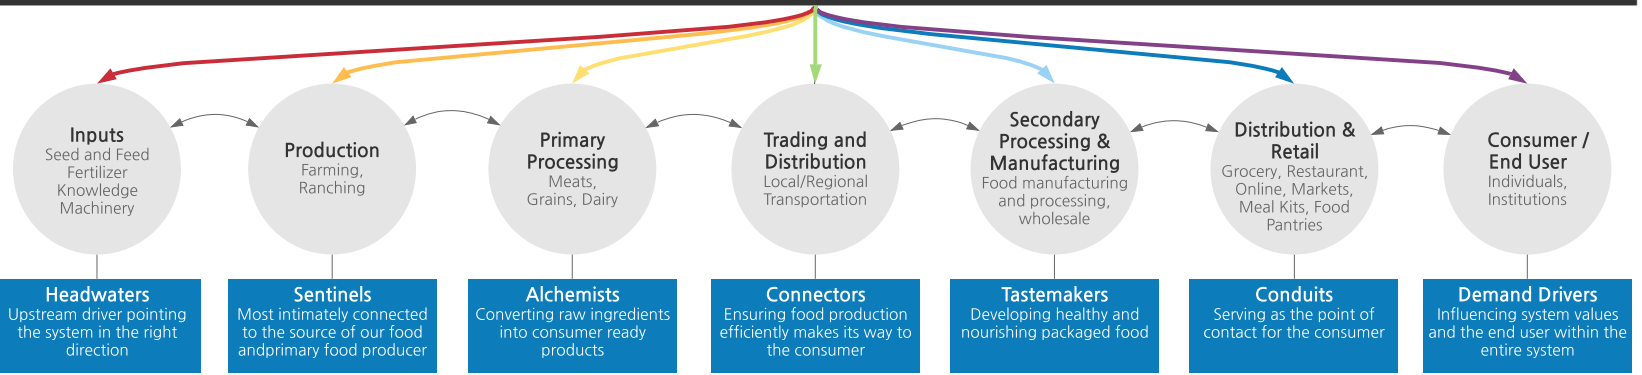 Inputs
Seed and Feed
Fertilizer
Knowledge
Machinery
Production
Farming,
Ranching
Primary
Processing
Meats,
Grains, Dairy
Trading and
Distribution
Local/Regional
Transportation
Secondary
Processing &
Manufacturing
Food manufacturing
and processing,
wholesale
Distribution &
Retail
Grocery, Restaurant,
Online, Markets,
Meal Kits, Food
Pantries
Consumer /
End User
Individuals,
Institutions
Headwaters
Upstream driver pointing
the system in the right
direction
Sentinels
Most intimately connected
to the source of our food
andprimary food producer
Alchemists
Converting raw ingredients
into consumer ready
products
Connectors
Ensuring food production
efficiently makes its way to
the consumer
Tastemakers
Developing healthy and
nourishing packaged food
Conduits
Serving as the point of
contact for the consumer
Demand Drivers
Influencing system values
and the end user within the
entire system